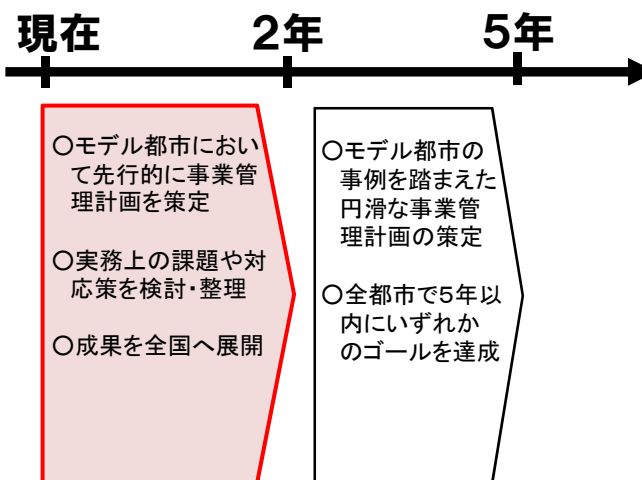 現在
2年
5年
○モデル都市におい
て先行的に事業管
理計画を策定
○実務上の課題や対
応策を検討・整理
○成果を全国へ展開
○モデル都市の
事例を踏まえた
円滑な事業管
理計画の策定
○全都市で5年以
内にいずれか
のゴールを達成